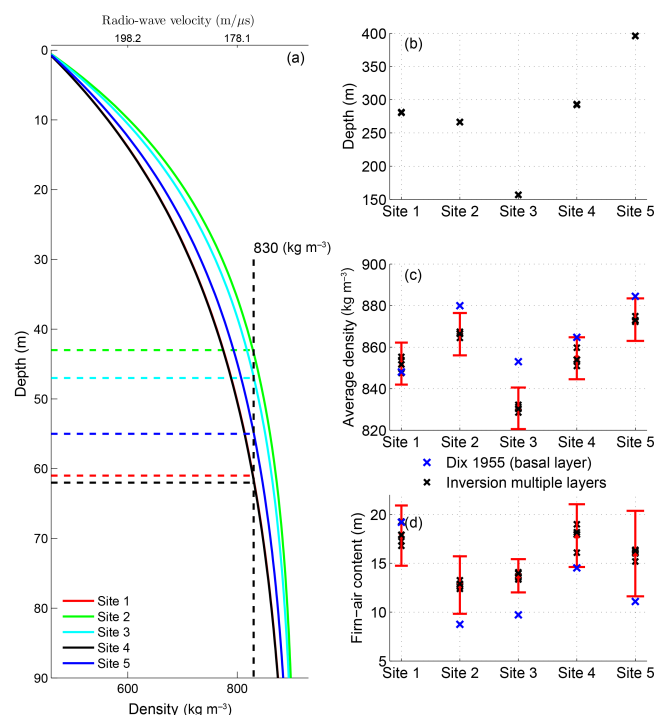 Radio-wave velocity (m/μs)
198.2 178.1
(a)
0
10
20
30
40
50
60
70
80
90
Depth (m)
830 (kg m⁻³)
Site 1
Site 2
Site 3
Site 4
Site 5
600 800
Density (kg m⁻³)
(b)
400
350
300
250
200
150
Depth (m)
Site 1 Site 2 Site 3 Site 4 Site 5
(c)
900
880
860
840
820
Average density (kg m⁻³)
Site 1 Site 2 Site 3 Site 4 Site 5
Dix 1955 (basal layer)
Inversion multiple layers
(d)
20
15
10
5
Firn−air content (m)
Site 1 Site 2 Site 3 Site 4 Site 5